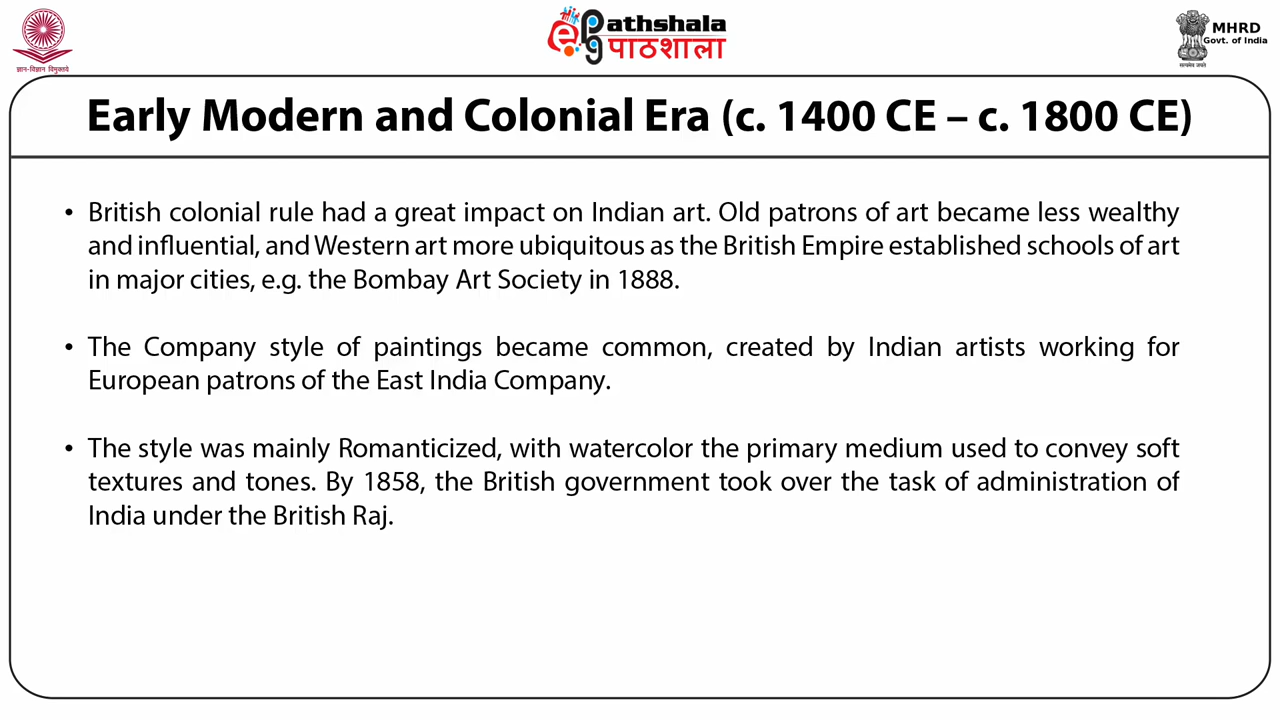 ज्ञान-विज्ञान विमुक्तये
ePG Pathshala
पाठशाला
MHRD
Govt. of India
सत्यमेव जयते
Early Modern and Colonial Era (c. 1400 CE – c. 1800 CE)
• British colonial rule had a great impact on Indian art. Old patrons of art became less wealthy
and influential, and Western art more ubiquitous as the British Empire established schools of art
in major cities, e.g. the Bombay Art Society in 1888.
• The Company style of paintings became common, created by Indian artists working for
European patrons of the East India Company.
• The style was mainly Romanticized, with watercolor the primary medium used to convey soft
textures and tones. By 1858, the British government took over the task of administration of
India under the British Raj.